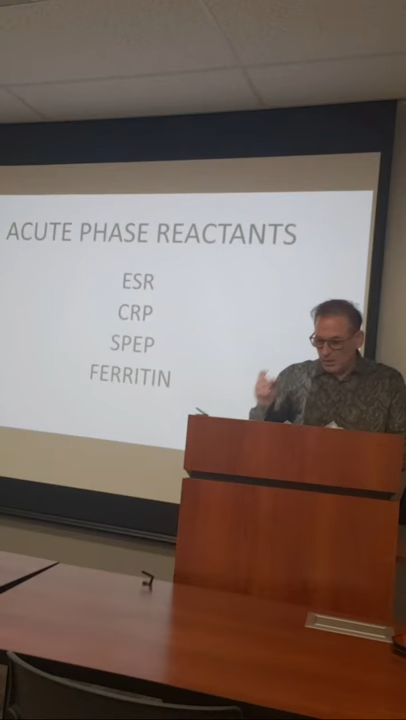 ACUTE PHASE REACTANTS
ESR
CRP
SPEP
FERRITIN